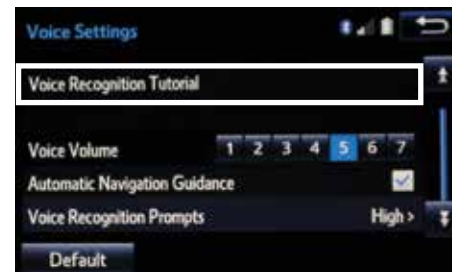 Voice Settings
Voice Recognition Tutorial
Voice Volume 1 2 3 4 5 6 7
Automatic Navigation Guidance
Voice Recognition Prompts High >
Default